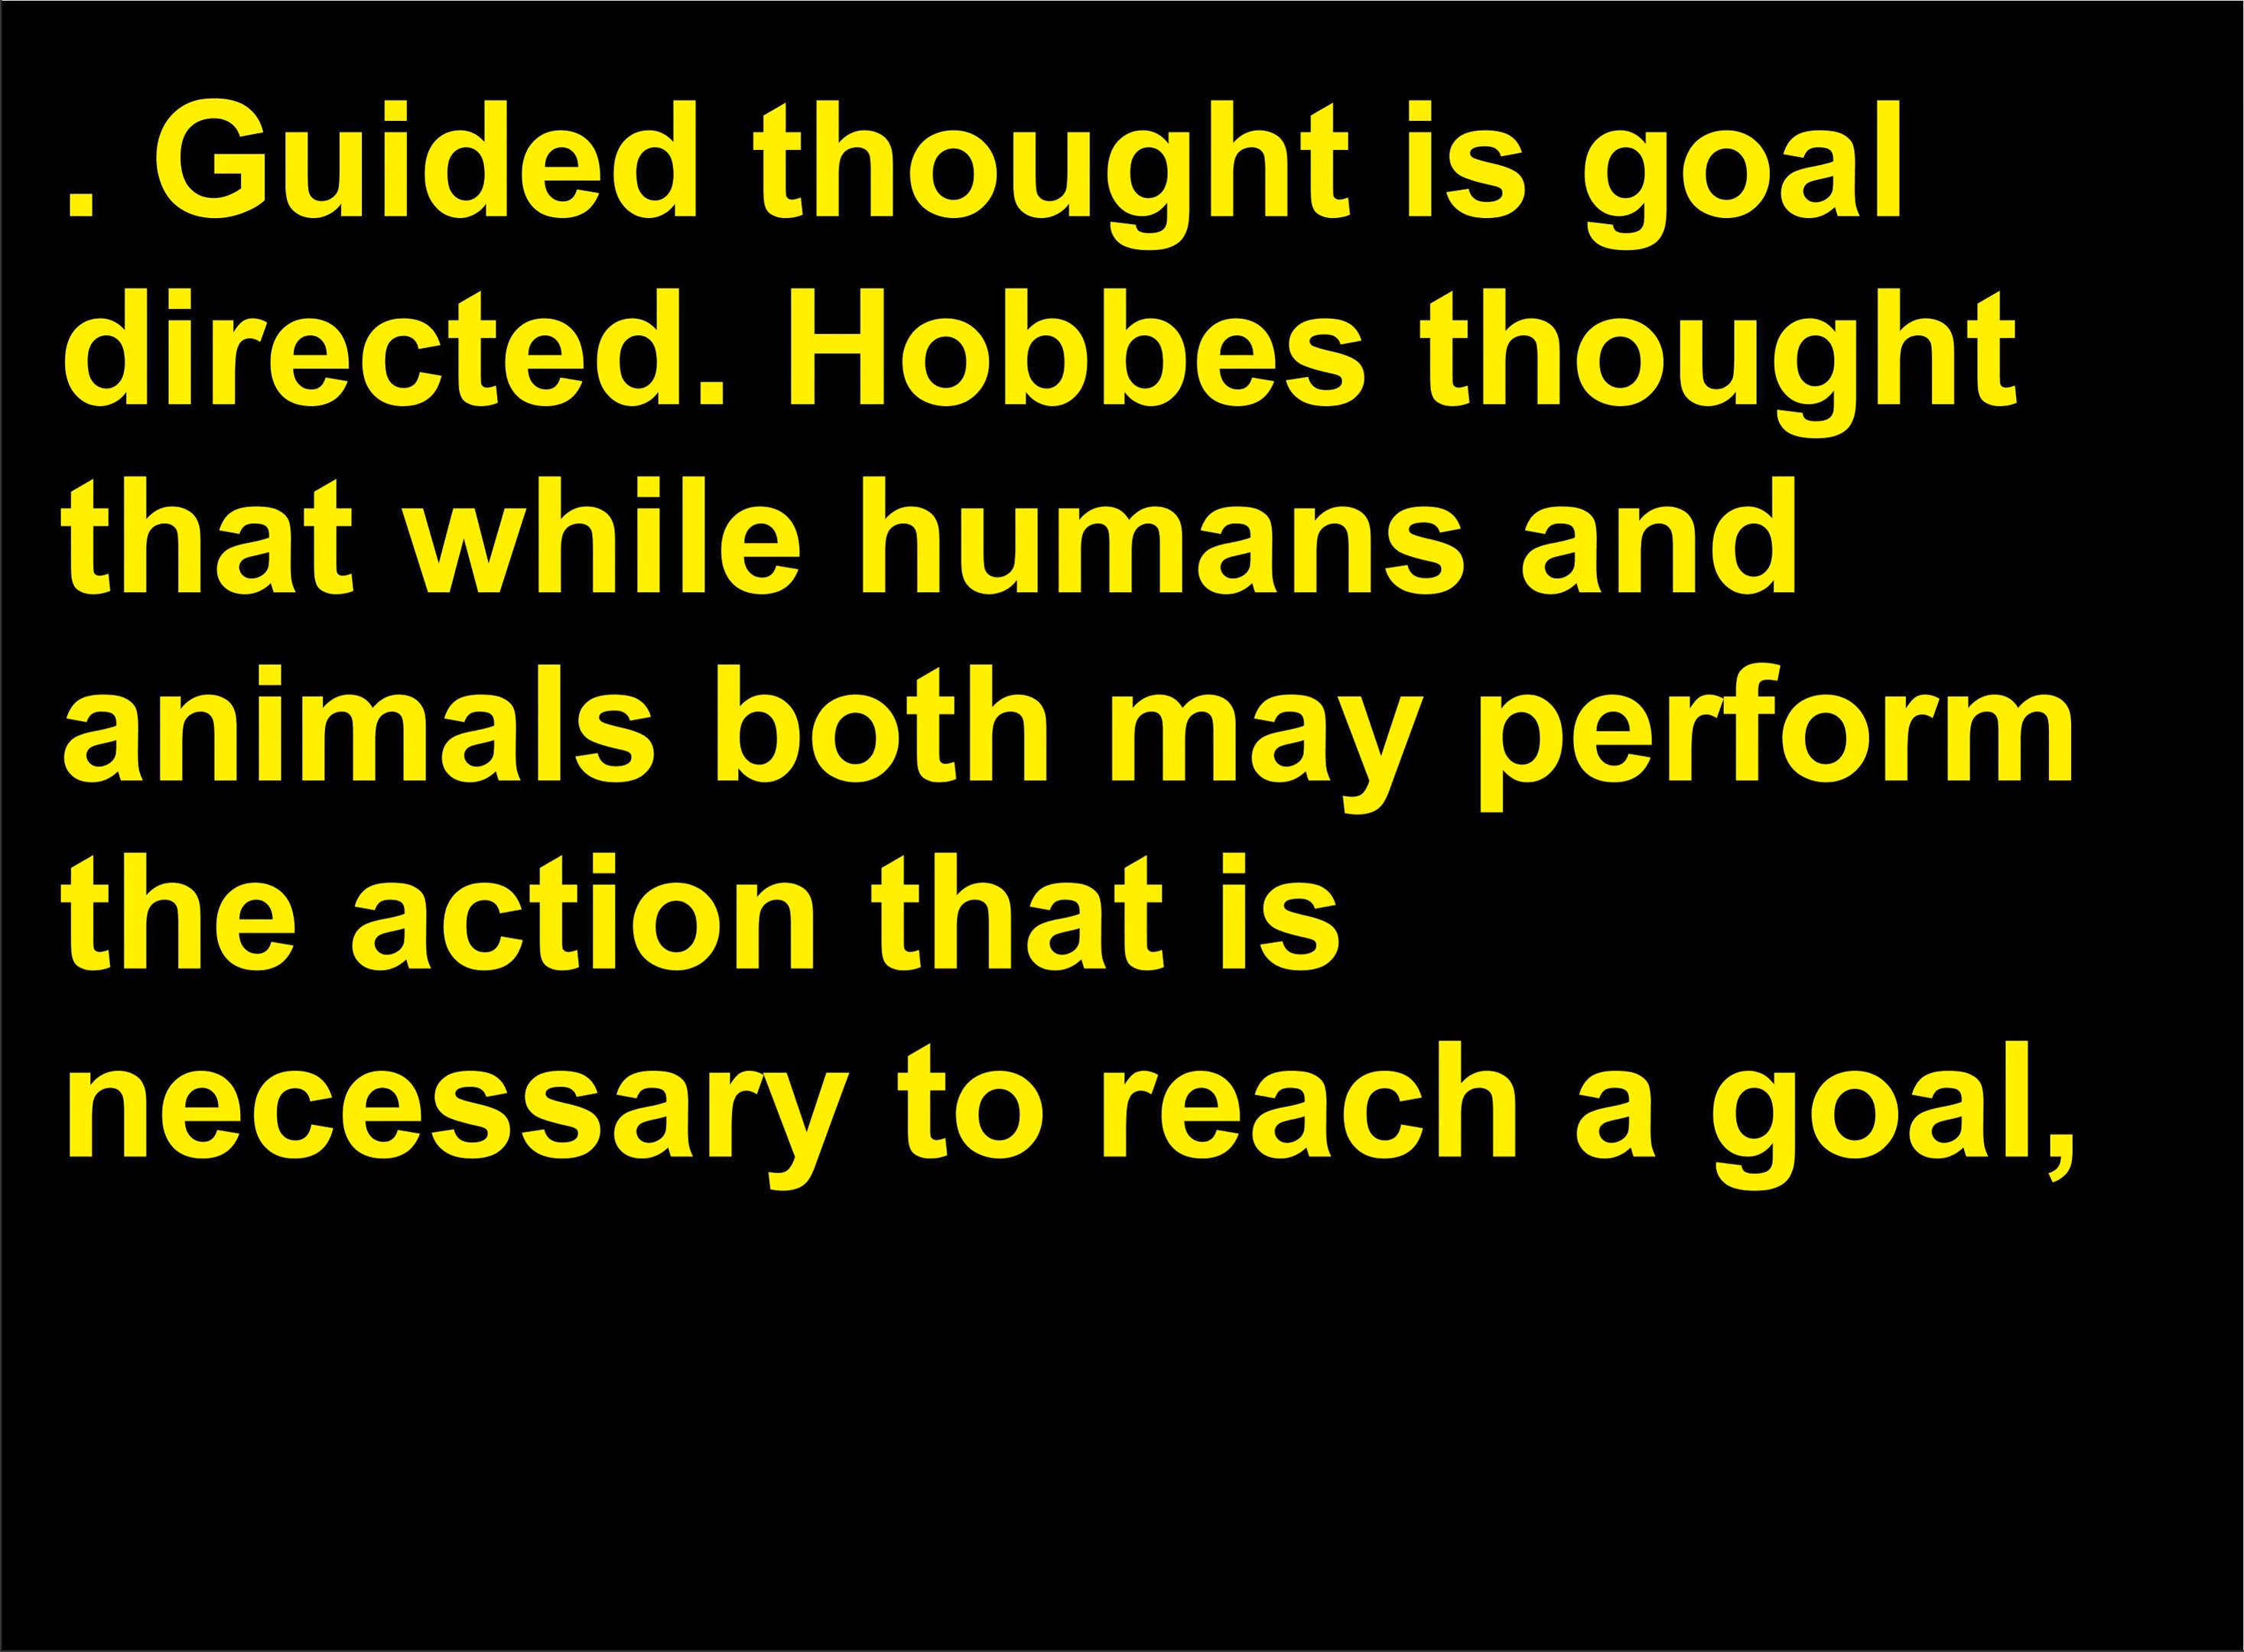 . Guided thought is goal
directed. Hobbes thought
that while humans and
animals both may perform
the action that is
necessary to reach a goal,